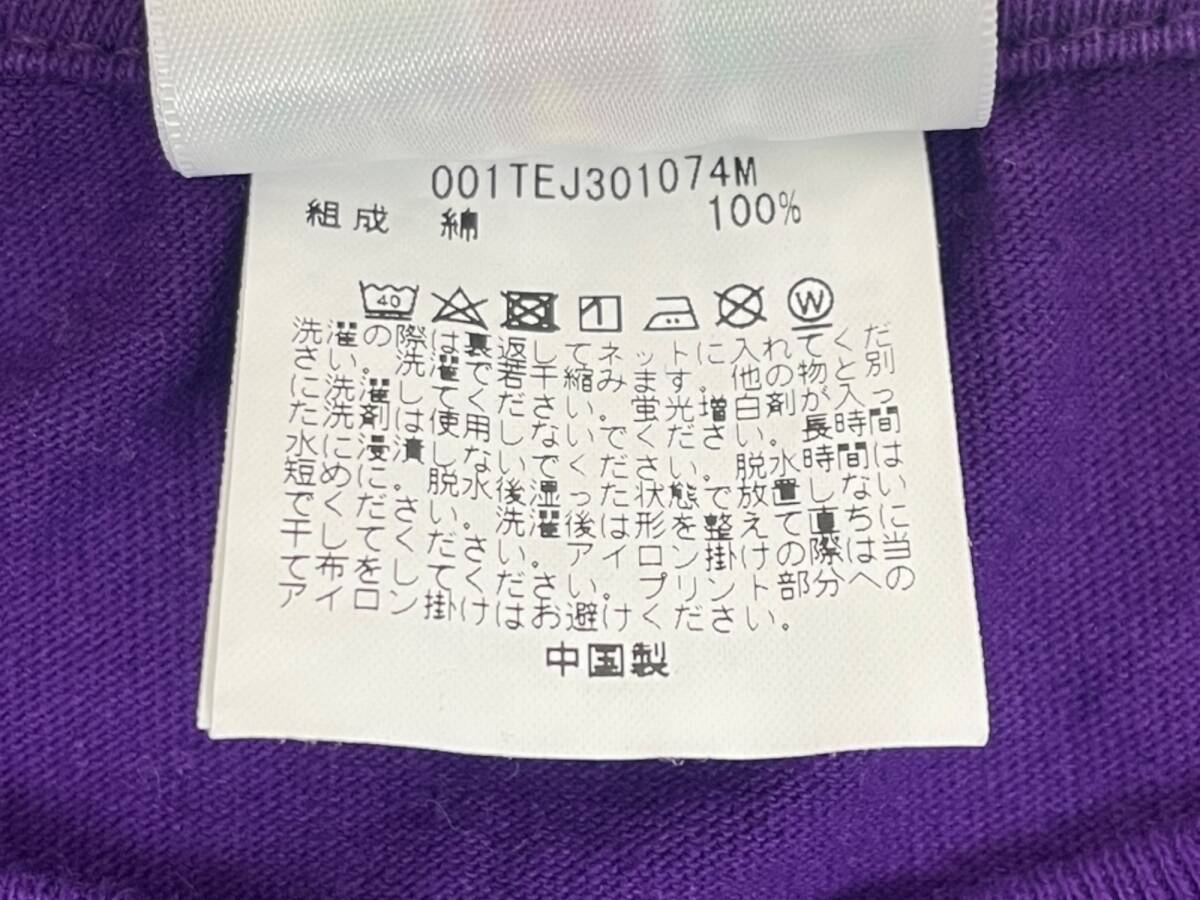 001TEJ301074M
組成 綿 100%
40 W
洗濯の際は裏返してネットに入れてくだ
さい。洗濯で若干縮みます。他の物と別
に洗濯してください。蛍光増白剤が入っ
た洗剤は使用しないでください。長時間
水に浸漬しないでください。脱水時間は
短めに。脱水後湿った状態で放置しない
でください。洗濯後は形を整えて直ちに
干してください。アイロン掛けの際は当
て布をしてください。プリント部分への
アイロン掛けはお避けください。
中国製